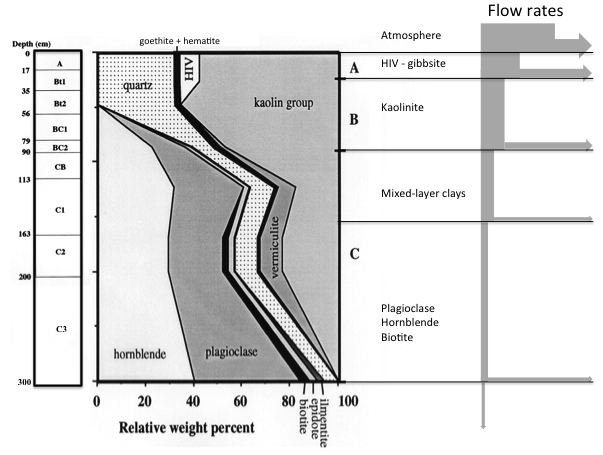 Flow rates
goethite + hematite
Depth (cm)
0
17
35
56
79
90
113
163
200
300
A
Bt1
Bt2
BC1
BC2
CB
C1
C2
C3
quartz
HIV
kaolin group
vermiculite
hornblende
plagioclase
0
20
40
60
80
100
biotite
epidote
ilmentite
Relative weight percent
A
B
C
Atmosphere
HIV - gibbsite
Kaolinite
Mixed-layer clays
Plagioclase
Hornblende
Biotite